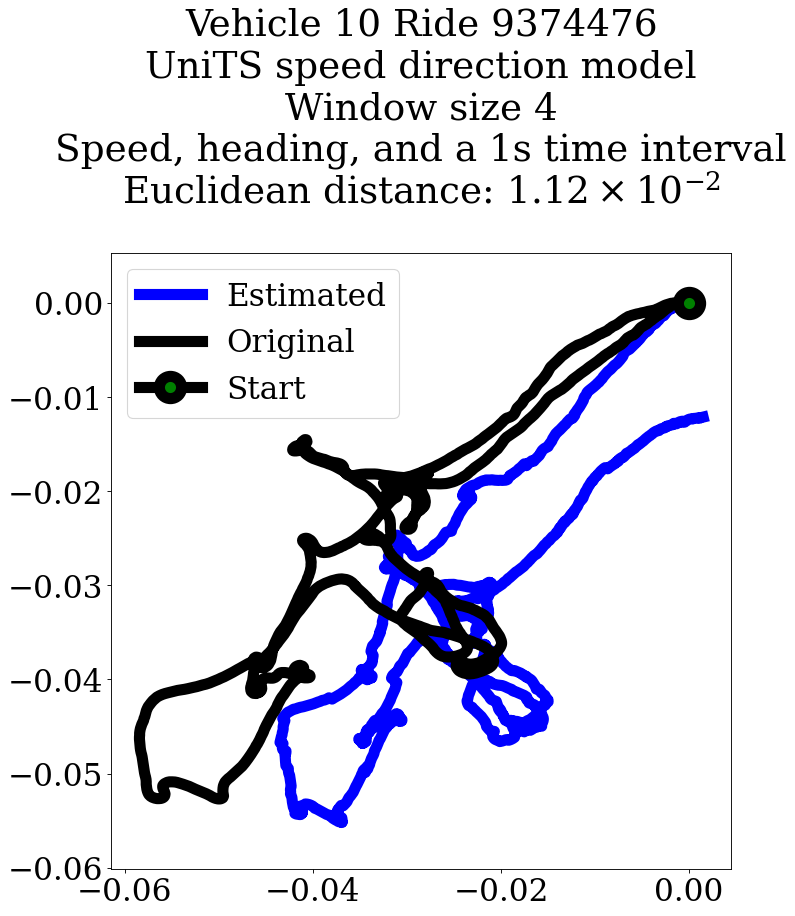 Vehicle 10 Ride 9374476
UniTS speed direction model
Window size 4
Speed, heading, and a 1s time interval
Euclidean distance: 1.12 × 10⁻²
Estimated
Original
Start
0.00
−0.01
−0.02
−0.03
−0.04
−0.05
−0.06
−0.06 −0.04 −0.02 0.00